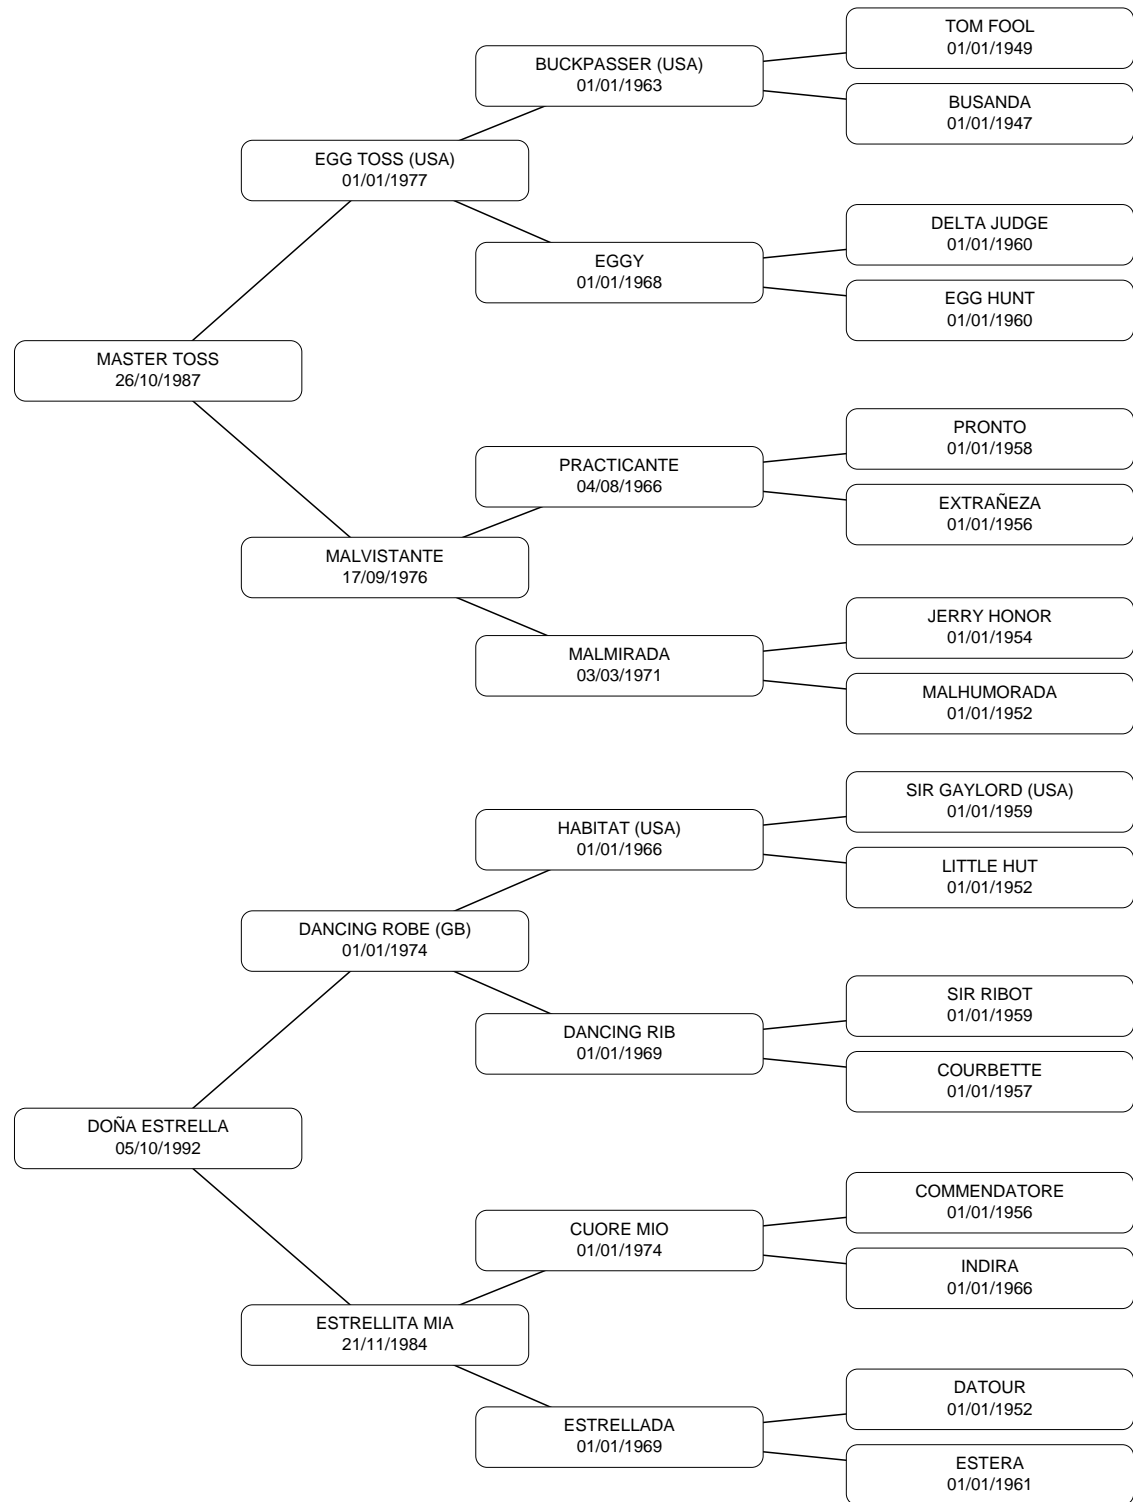 TOM FOOL
01/01/1949
BUCKPASSER (USA)
01/01/1963
BUSANDA
01/01/1947
EGG TOSS (USA)
01/01/1977
DELTA JUDGE
01/01/1960
EGGY
01/01/1968
EGG HUNT
01/01/1960
MASTER TOSS
26/10/1987
PRONTO
01/01/1958
PRACTICANTE
04/08/1966
EXTRAÑEZA
01/01/1956
MALVISTANTE
17/09/1976
JERRY HONOR
01/01/1954
MALMIRADA
03/03/1971
MALHUMORADA
01/01/1952
SIR GAYLORD (USA)
01/01/1959
HABITAT (USA)
01/01/1966
LITTLE HUT
01/01/1952
DANCING ROBE (GB)
01/01/1974
SIR RIBOT
01/01/1959
DANCING RIB
01/01/1969
COURBETTE
01/01/1957
DOÑA ESTRELLA
05/10/1992
COMMENDATORE
01/01/1956
CUORE MIO
01/01/1974
INDIRA
01/01/1966
ESTRELLITA MIA
21/11/1984
DATOUR
01/01/1952
ESTRELLADA
01/01/1969
ESTERA
01/01/1961